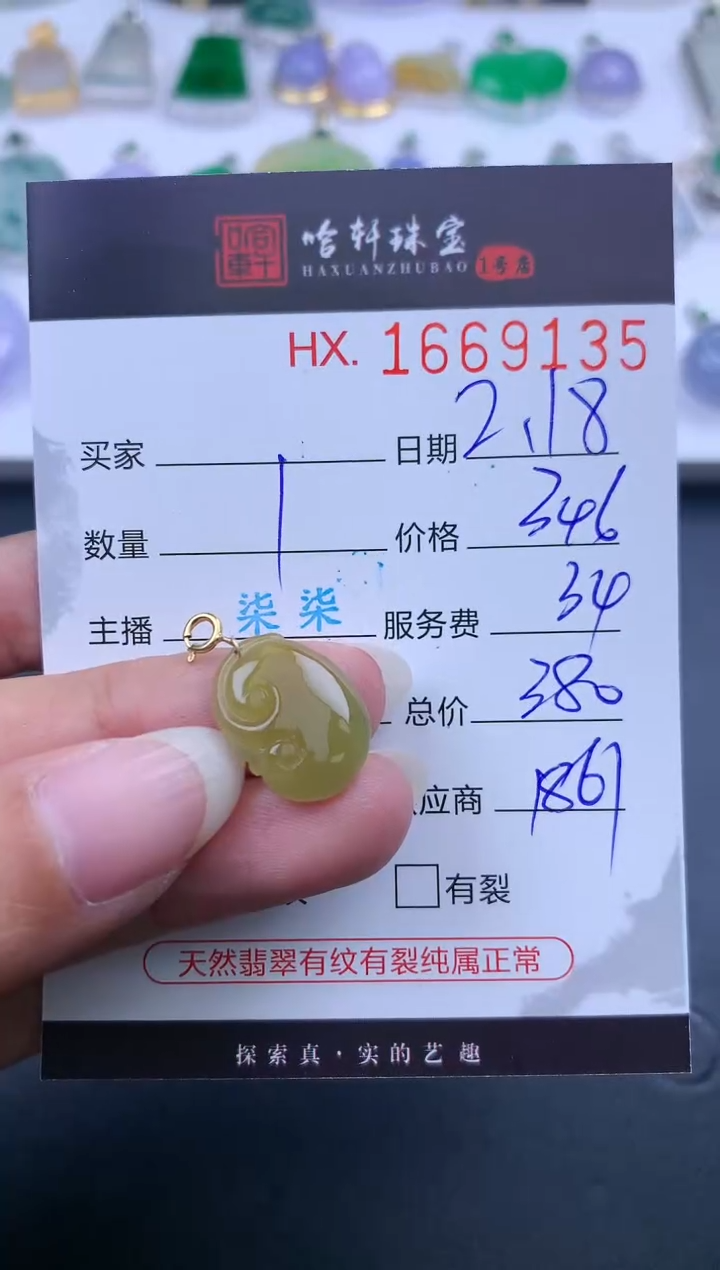 哈轩珠宝
HAXUANZHUBAO 1号店
HX. 1669135
买家 日期 2.18
数量 1 价格 346
主播 柒柒 服务费 34
总价 380
应商 1861
有裂
天然翡翠有纹有裂纯属正常
探索真·实的艺趣